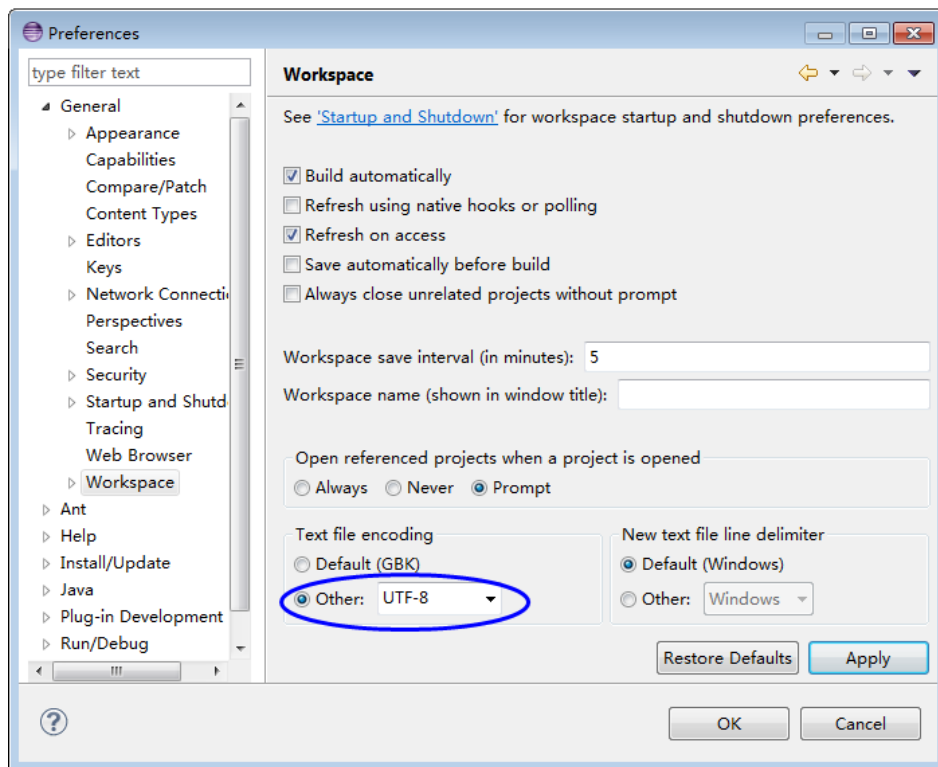 Preferences
type filter text
General
Appearance
Capabilities
Compare/Patch
Content Types
Editors
Keys
Network Connecti
Perspectives
Search
Security
Startup and Shutd
Tracing
Web Browser
Workspace
Ant
Help
Install/Update
Java
Plug-in Development
Run/Debug
Workspace
See 'Startup and Shutdown' for workspace startup and shutdown preferences.
Build automatically
Refresh using native hooks or polling
Refresh on access
Save automatically before build
Always close unrelated projects without prompt
Workspace save interval (in minutes): 5
Workspace name (shown in window title):
Open referenced projects when a project is opened
Always Never Prompt
Text file encoding
Default (GBK)
Other: UTF-8
New text file line delimiter
Default (Windows)
Other: Windows
Restore Defaults Apply
OK Cancel